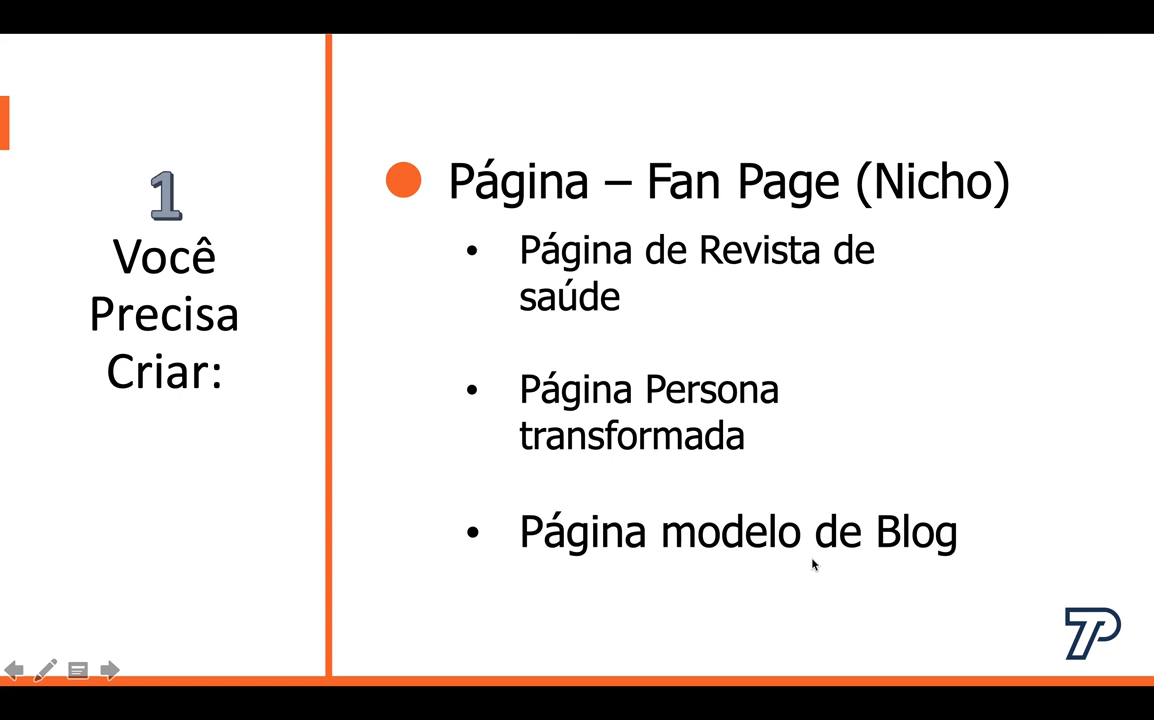 1
Você
Precisa
Criar:
Página – Fan Page (Nicho)
• Página de Revista de
saúde
• Página Persona
transformada
• Página modelo de Blog
TP